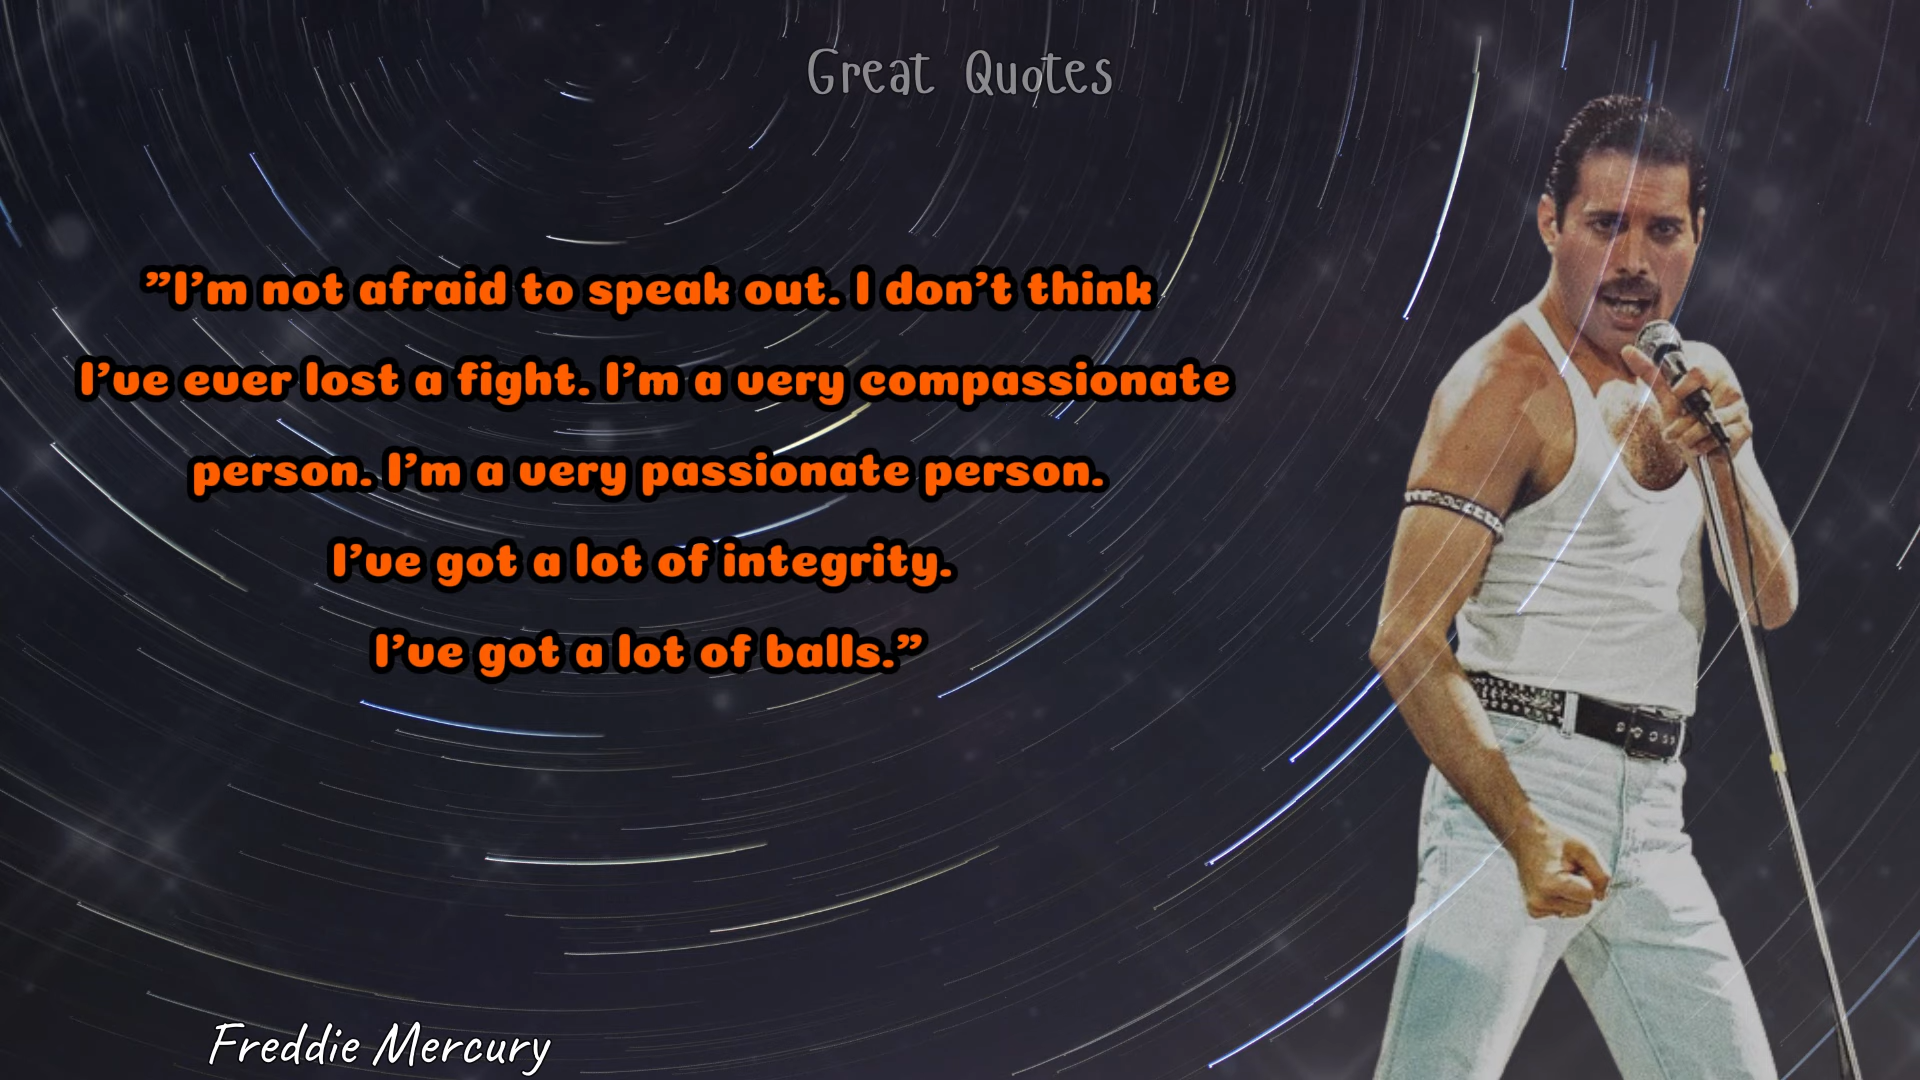 Great Quotes
”I’m not afraid to speak out. I don’t think
I’ve ever lost a fight. I’m a very compassionate
person. I’m a very passionate person.
I’ve got a lot of integrity.
I’ve got a lot of balls.”
Freddie Mercury